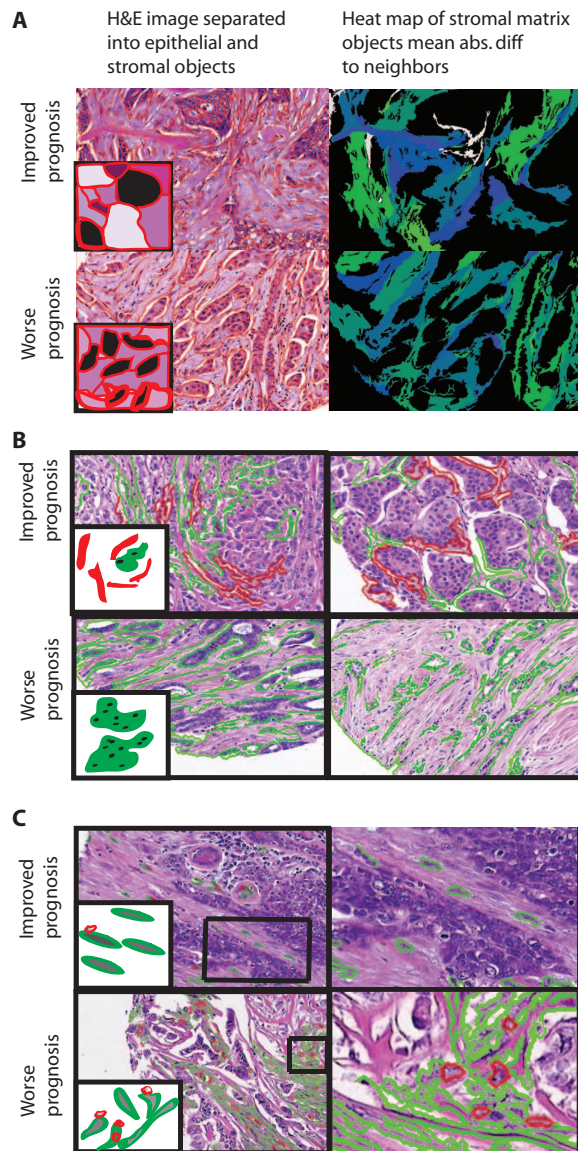 A
H&E image separated
into epithelial and
stromal objects
Heat map of stromal matrix
objects mean abs. diff
to neighbors
Improved
prognosis
Worse
prognosis
B
Improved
prognosis
Worse
prognosis
C
Improved
prognosis
Worse
prognosis